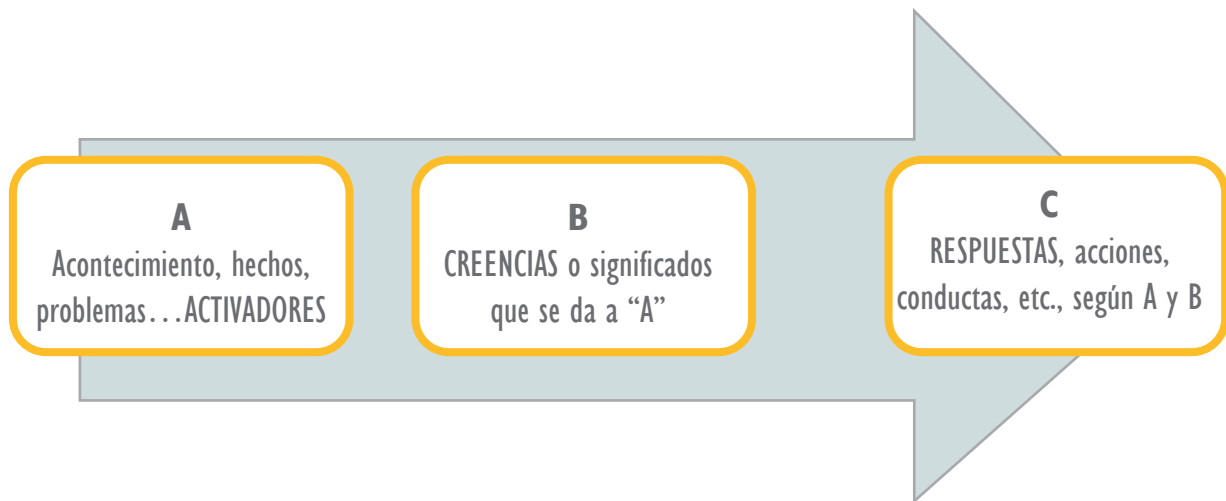 A
Acontecimiento, hechos,
problemas...ACTIVADORES
B
CREENCIAS o significados
que se da a “A”
C
RESPUESTAS, acciones,
conductas, etc., según A y B